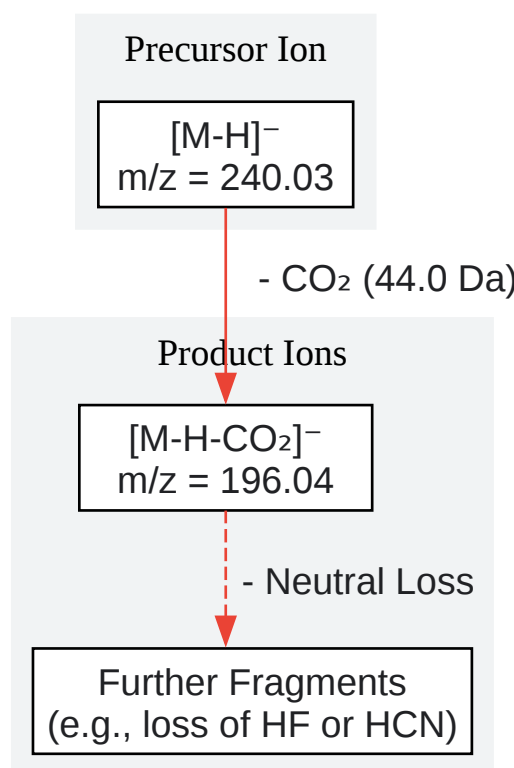 Precursor Ion
[M-H]⁻
m/z = 240.03
- CO₂ (44.0 Da)
Product Ions
[M-H-CO₂]⁻
m/z = 196.04
- Neutral Loss
Further Fragments
(e.g., loss of HF or HCN)